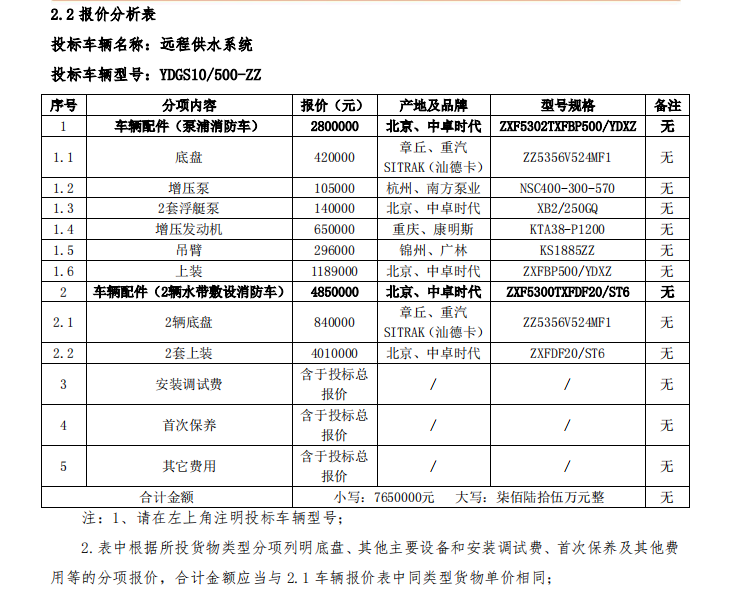 2.2 报价分析表
投标车辆名称：远程供水系统
投标车辆型号：YDGS10/500-ZZ
序号 分项内容 报价（元） 产地及品牌 型号规格 备注
1 车辆配件（泵浦消防车） 2800000 北京、中卓时代 ZXF5302TXFBP500/YDXZ 无
1.1 底盘 420000 章丘、重汽 SITRAK（汕德卡） ZZ5356V524MF1 无
1.2 增压泵 105000 杭州、南方泵业 NSC400-300-570 无
1.3 2套浮艇泵 140000 北京、中卓时代 XB2/250GQ 无
1.4 增压发动机 650000 重庆、康明斯 KTA38-P1200 无
1.5 吊臂 296000 锦州、广林 KS1885ZZ 无
1.6 上装 1189000 北京、中卓时代 ZXFBP500/YDXZ 无
2 车辆配件（2辆水带敷设消防车） 4850000 北京、中卓时代 ZXF5300TXFDF20/ST6 无
2.1 2辆底盘 840000 章丘、重汽 SITRAK（汕德卡） ZZ5356V524MF1 无
2.2 2套上装 4010000 北京、中卓时代 ZXFDF20/ST6 无
3 安装调试费 含于投标总报价 / / 无
4 首次保养 含于投标总报价 / / 无
5 其它费用 含于投标总报价 / / 无
合计金额 小写：7650000元 大写：柒佰陆拾伍万元整 无
注：1、请在左上角注明投标车辆型号；
2.表中根据所投货物类型分项列明底盘、其他主要设备和安装调试费、首次保养及其他费
用等的分项报价，合计金额应当与2.1车辆报价表中同类型货物单价相同；